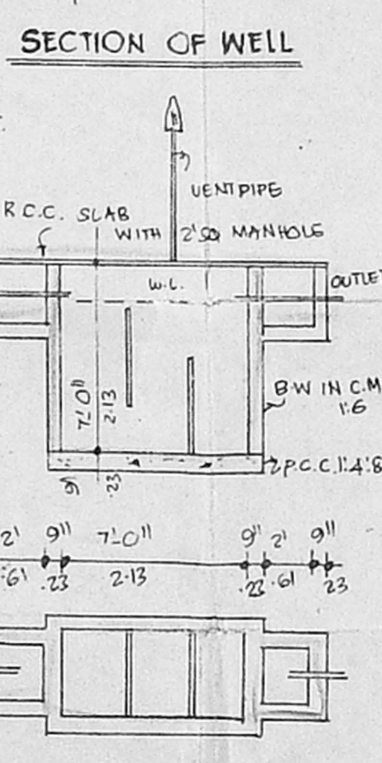 SECTION OF WELL
VENTPIPE
R.C.C. SLAB
WITH 2'SQ MANHOLE
W.L.
OUTLET
7'-0"
2.13
B.W IN C.M
1:6
P.C.C.1:4:8
9"
.23
2' 9" 7'-0" 9" 2' 9"
.61 .23 2.13 .23 .61 23